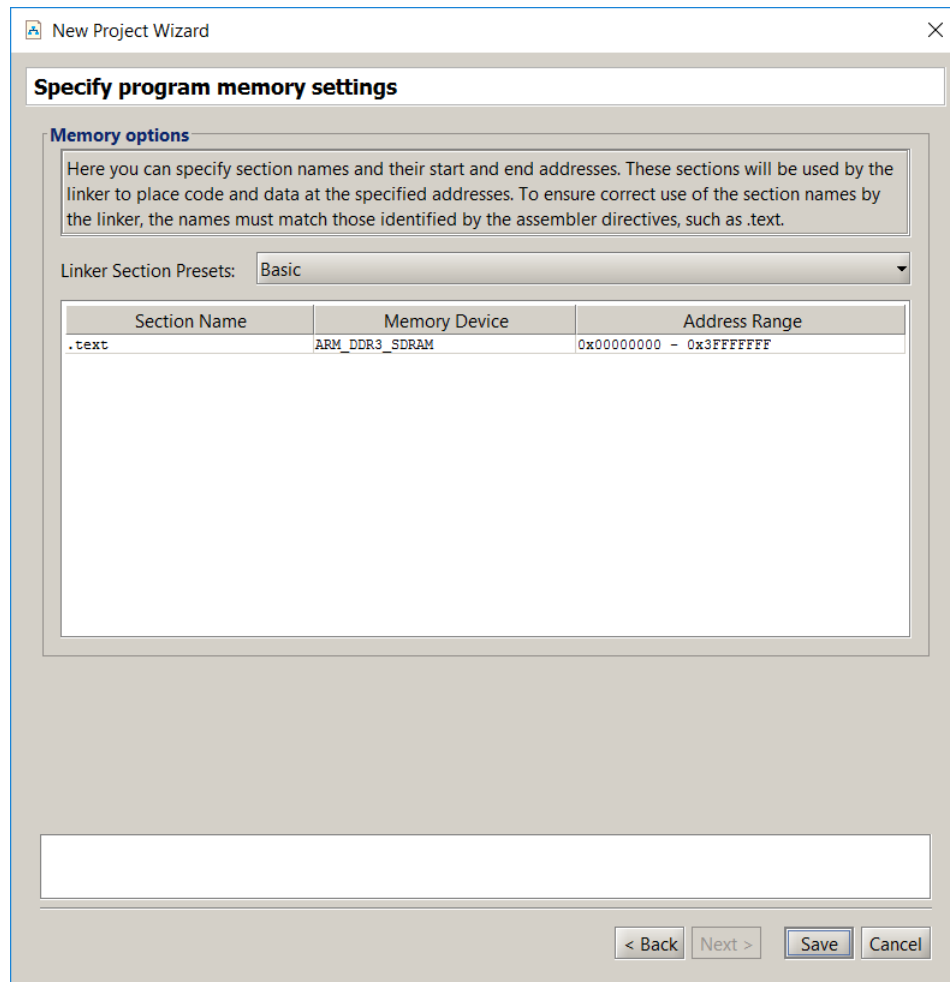 New Project Wizard
Specify program memory settings
Memory options
Here you can specify section names and their start and end addresses. These sections will be used by the
linker to place code and data at the specified addresses. To ensure correct use of the section names by
the linker, the names must match those identified by the assembler directives, such as .text.
Linker Section Presets: Basic
Section Name Memory Device Address Range
.text ARM_DDR3_SDRAM 0x00000000 - 0x3FFFFFFF
< Back Next > Save Cancel